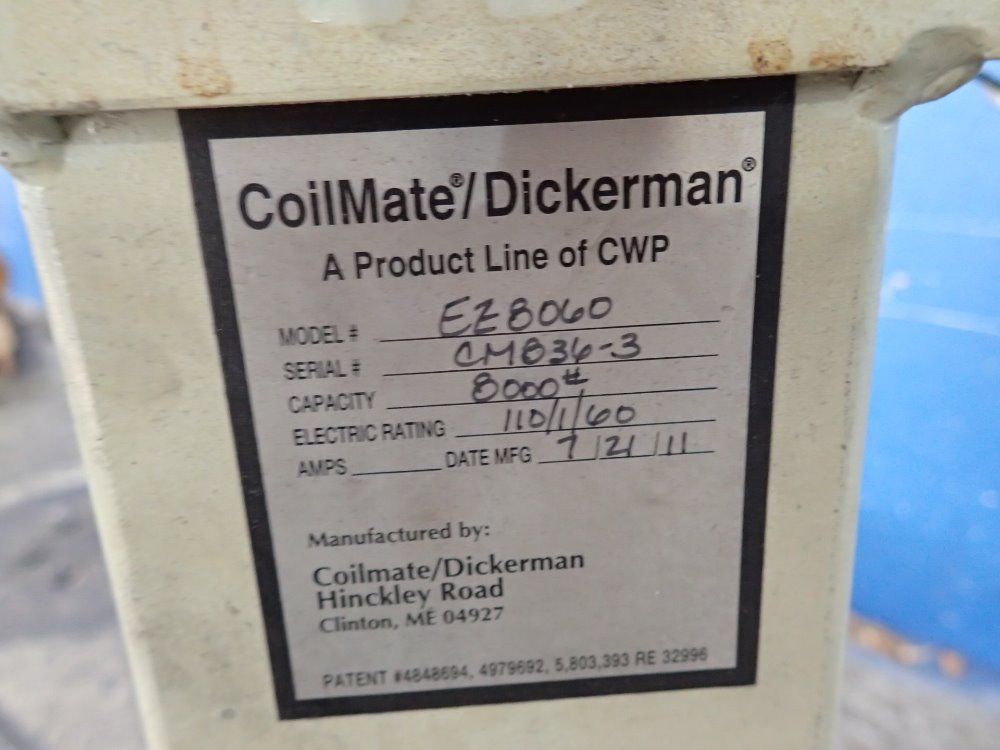 CoilMate®/Dickerman®
A Product Line of CWP
MODEL # EZ8060
SERIAL # CM836-3
CAPACITY 8000#
ELECTRIC RATING 110/1/60
AMPS DATE MFG 7/21/11
Manufactured by:
Coilmate/Dickerman
Hinckley Road
Clinton, ME 04927
PATENT #4848694, 4979692, 5,803,393 RE 32996